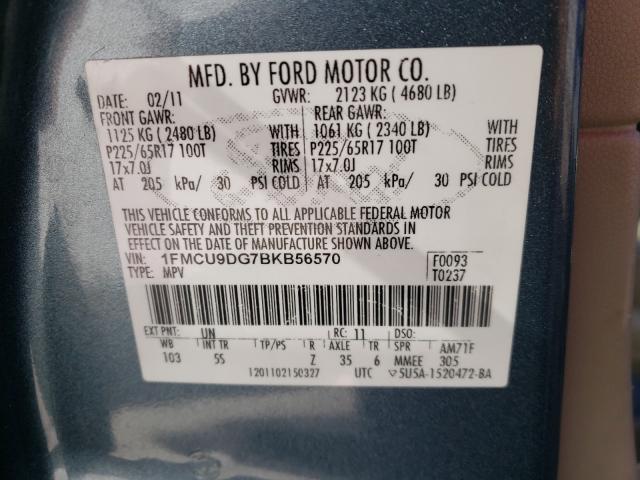 MFD. BY FORD MOTOR CO.
DATE: 02/11 GVWR: 2123 KG ( 4680 LB)
FRONT GAWR: REAR GAWR:
1125 KG ( 2480 LB) WITH 1061 KG ( 2340 LB) WITH
P225/65R17 100T TIRES P225/65R17 100T TIRES
17x7.0J RIMS 17x7.0J RIMS
AT 205 kPa/ 30 PSI COLD AT 205 kPa/ 30 PSI COLD
THIS VEHICLE CONFORMS TO ALL APPLICABLE FEDERAL MOTOR
VEHICLE SAFETY AND THEFT PREVENTION STANDARDS IN
EFFECT ON THE DATE OF MANUFACTURE SHOWN ABOVE.
VIN: 1FMCU9DG7BKB56570 F0093
TYPE: MPV T0237
EXT PNT: UN RC: 11 DSO:
WB INT TR TP/PS R AXLE TR SPR AM71F
103 5S Z 35 6 MMEE 305
1201102150327 UTC ▽5U5A-1520472-BA